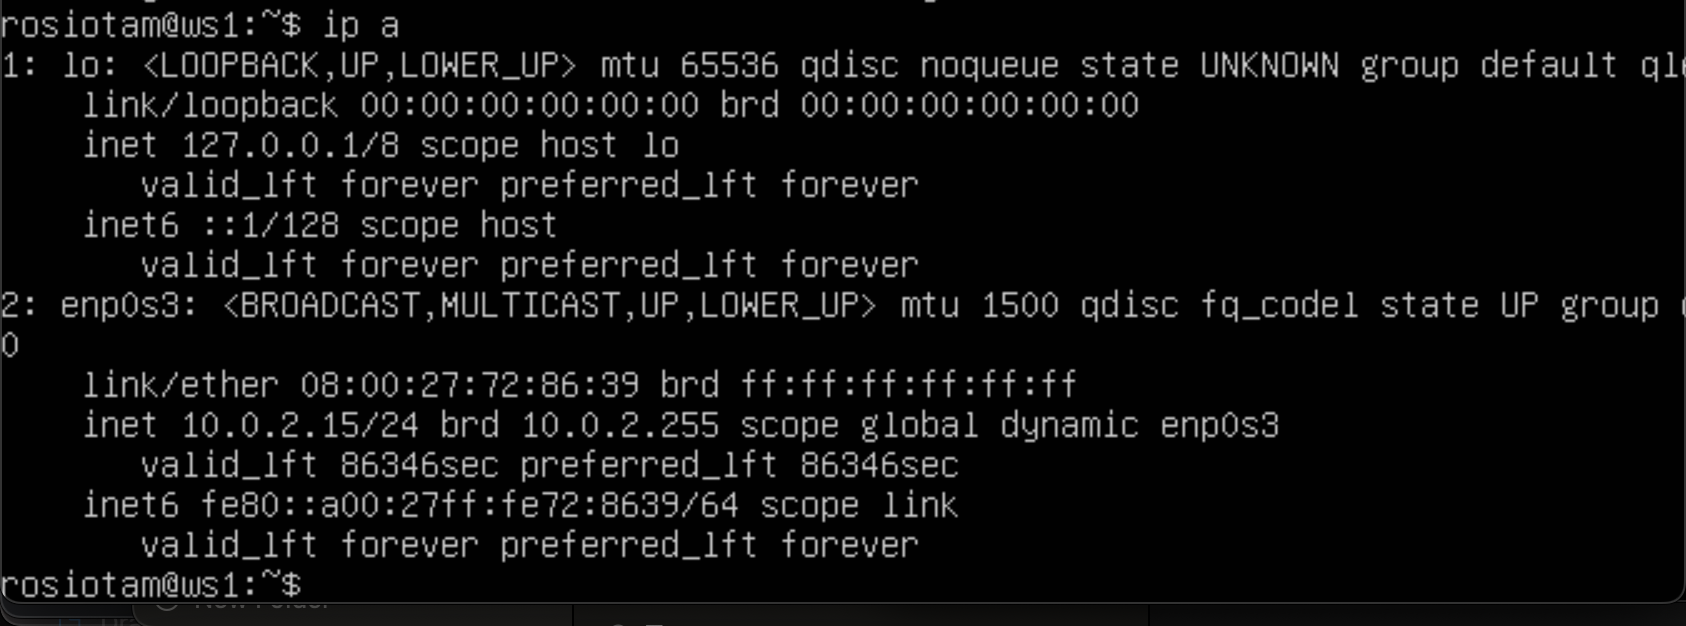 rosiotam@ws1:~$ ip a
1: lo: <LOOPBACK,UP,LOWER_UP> mtu 65536 qdisc noqueue state UNKNOWN group default
    link/loopback 00:00:00:00:00:00 brd 00:00:00:00:00:00
    inet 127.0.0.1/8 scope host lo
       valid_lft forever preferred_lft forever
    inet6 ::1/128 scope host
       valid_lft forever preferred_lft forever
2: enp0s3: <BROADCAST,MULTICAST,UP,LOWER_UP> mtu 1500 qdisc fq_codel state UP group
0
    link/ether 08:00:27:72:86:39 brd ff:ff:ff:ff:ff:ff
    inet 10.0.2.15/24 brd 10.0.2.255 scope global dynamic enp0s3
       valid_lft 86346sec preferred_lft 86346sec
    inet6 fe80::a00:27ff:fe72:8639/64 scope link
       valid_lft forever preferred_lft forever
rosiotam@ws1:~$